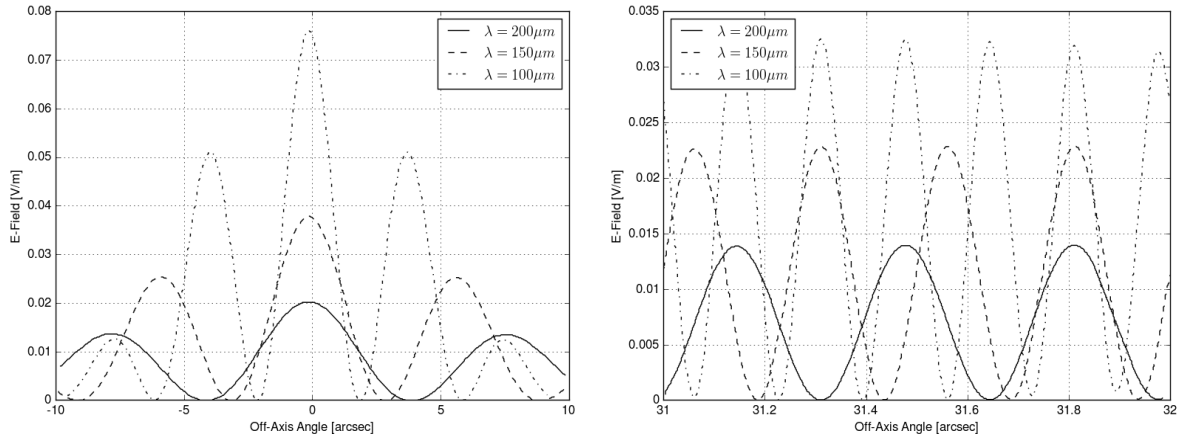 0.08
0.07
0.06
0.05
0.04
0.03
0.02
0.01
0
E-Field [V/m]
-10
-5
0
5
10
Off-Axis Angle [arcsec]
λ = 200μm
λ = 150μm
λ = 100μm
0.035
0.03
0.025
0.02
0.015
0.01
0.005
0
E-Field [V/m]
31
31.2
31.4
31.6
31.8
32
Off-Axis Angle [arcsec]
λ = 200μm
λ = 150μm
λ = 100μm